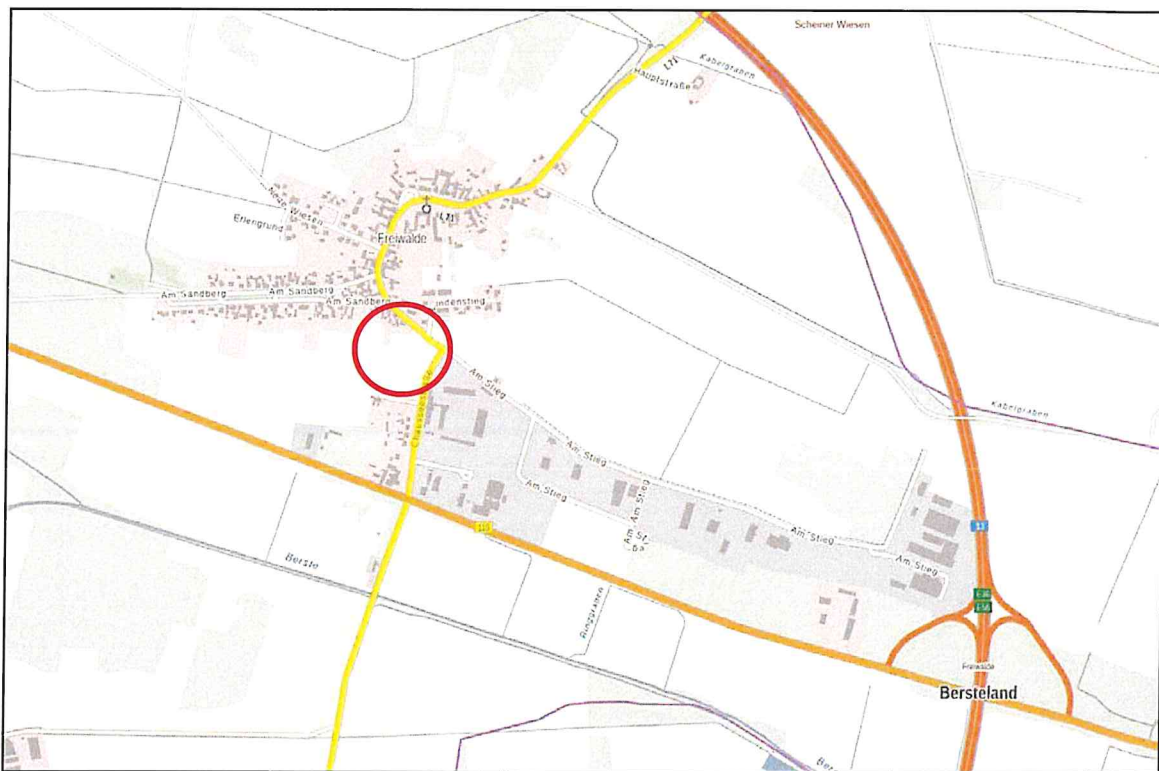 Scheiner Wiesen
Kabelgraben
L71
Hauptstraße
Neue Wiesen
Erlengrund
L71
Freiwalde
Am Sandberg
Am Sandberg
Am Sandberg
Lindenstieg
Am Stieg
Chausseestraße
Kabelgraben
Am Stieg
Am Stieg
Am Stieg
Am Stieg
Am Stieg
115
13
Berste
Ringgraben
E36
E55
Freiwalde
Bersteland